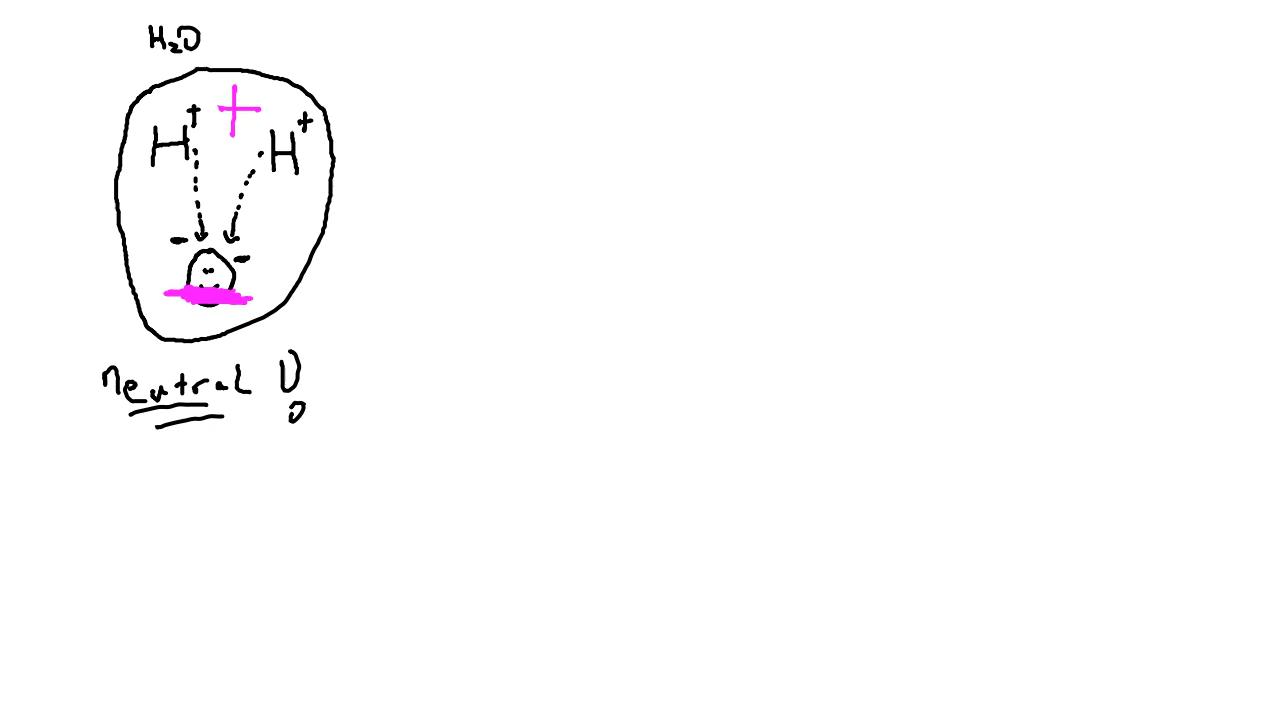 H₂O
+
H⁺ H⁺
- -
neutral !